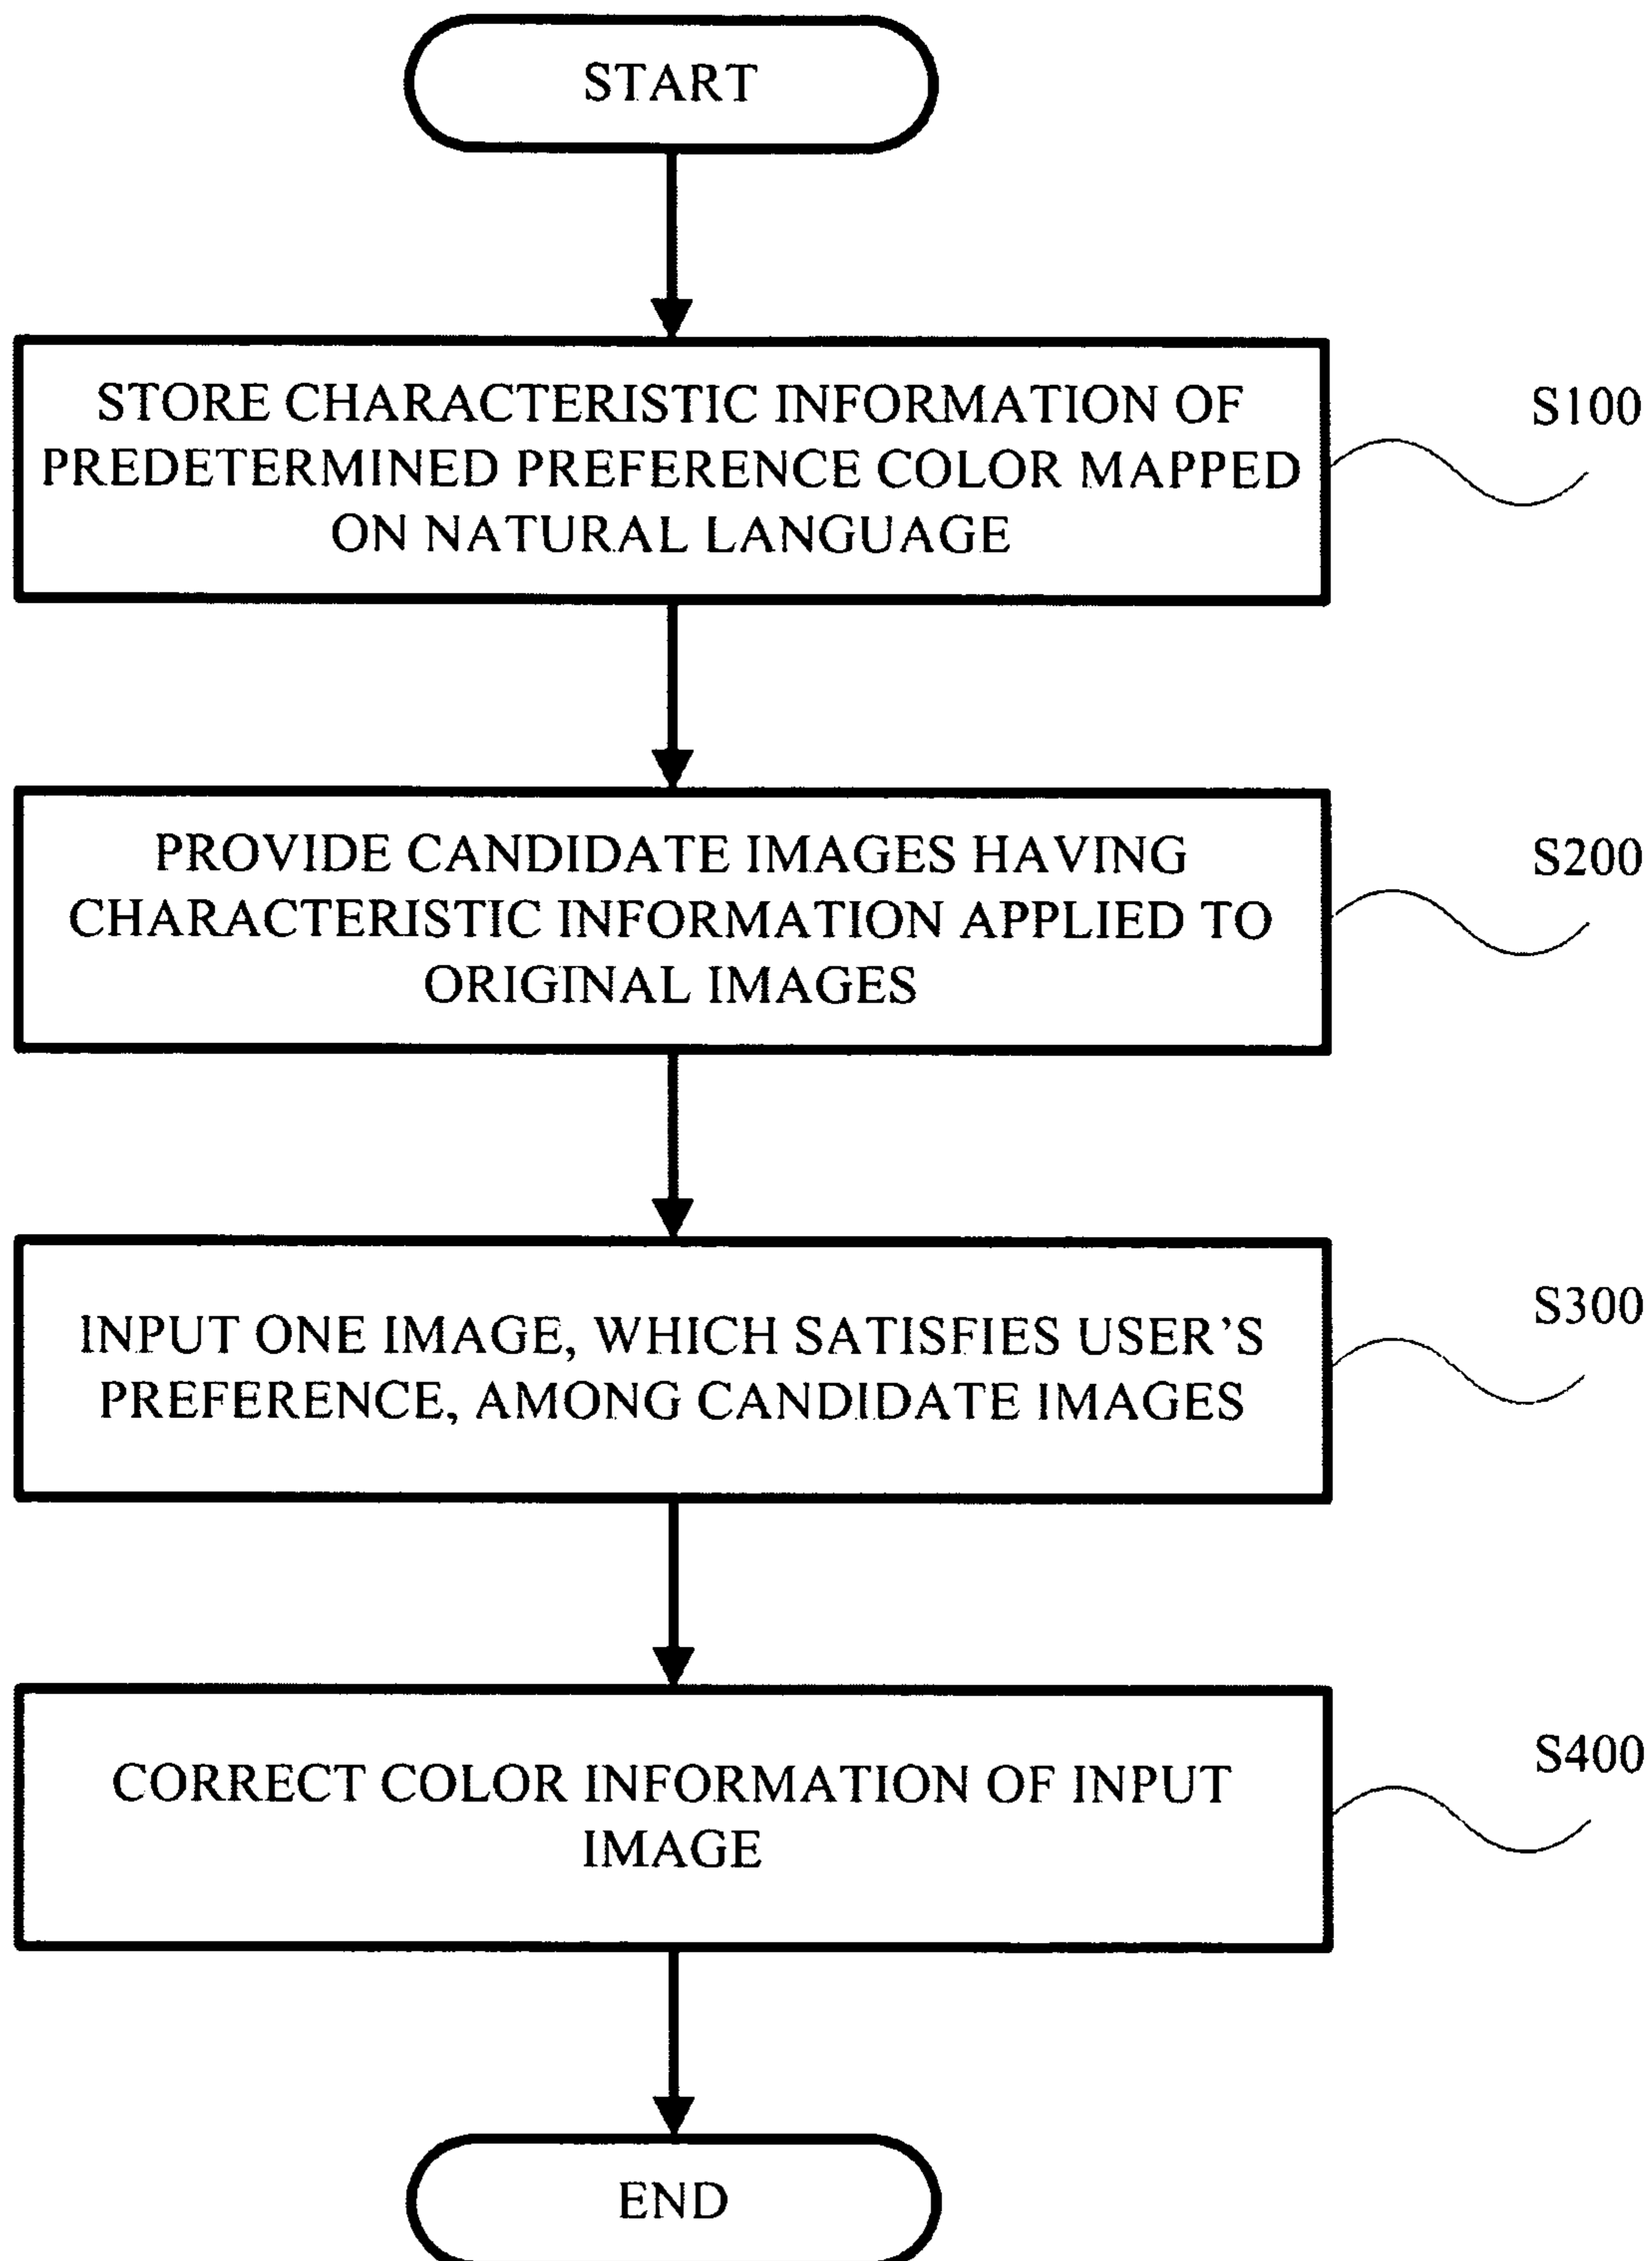 START
STORE CHARACTERISTIC INFORMATION OF
PREDETERMINED PREFERENCE COLOR MAPPED
ON NATURAL LANGUAGE
S100
PROVIDE CANDIDATE IMAGES HAVING
CHARACTERISTIC INFORMATION APPLIED TO
ORIGINAL IMAGES
S200
INPUT ONE IMAGE, WHICH SATISFIES USER'S
PREFERENCE, AMONG CANDIDATE IMAGES
S300
CORRECT COLOR INFORMATION OF INPUT
IMAGE
S400
END